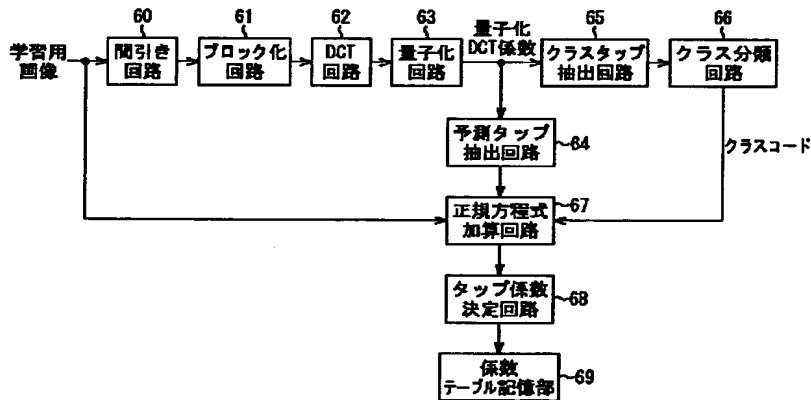 60
61
62
63
65
66
学習用
画像
間引き
回路
ブロック化
回路
DCT
回路
量子化
回路
量子化
DCT係数
クラスタップ
抽出回路
クラス分類
回路
予測タップ
抽出回路
64
クラスコード
正規方程式
加算回路
67
タップ係数
決定回路
68
係数
テーブル記憶部
69